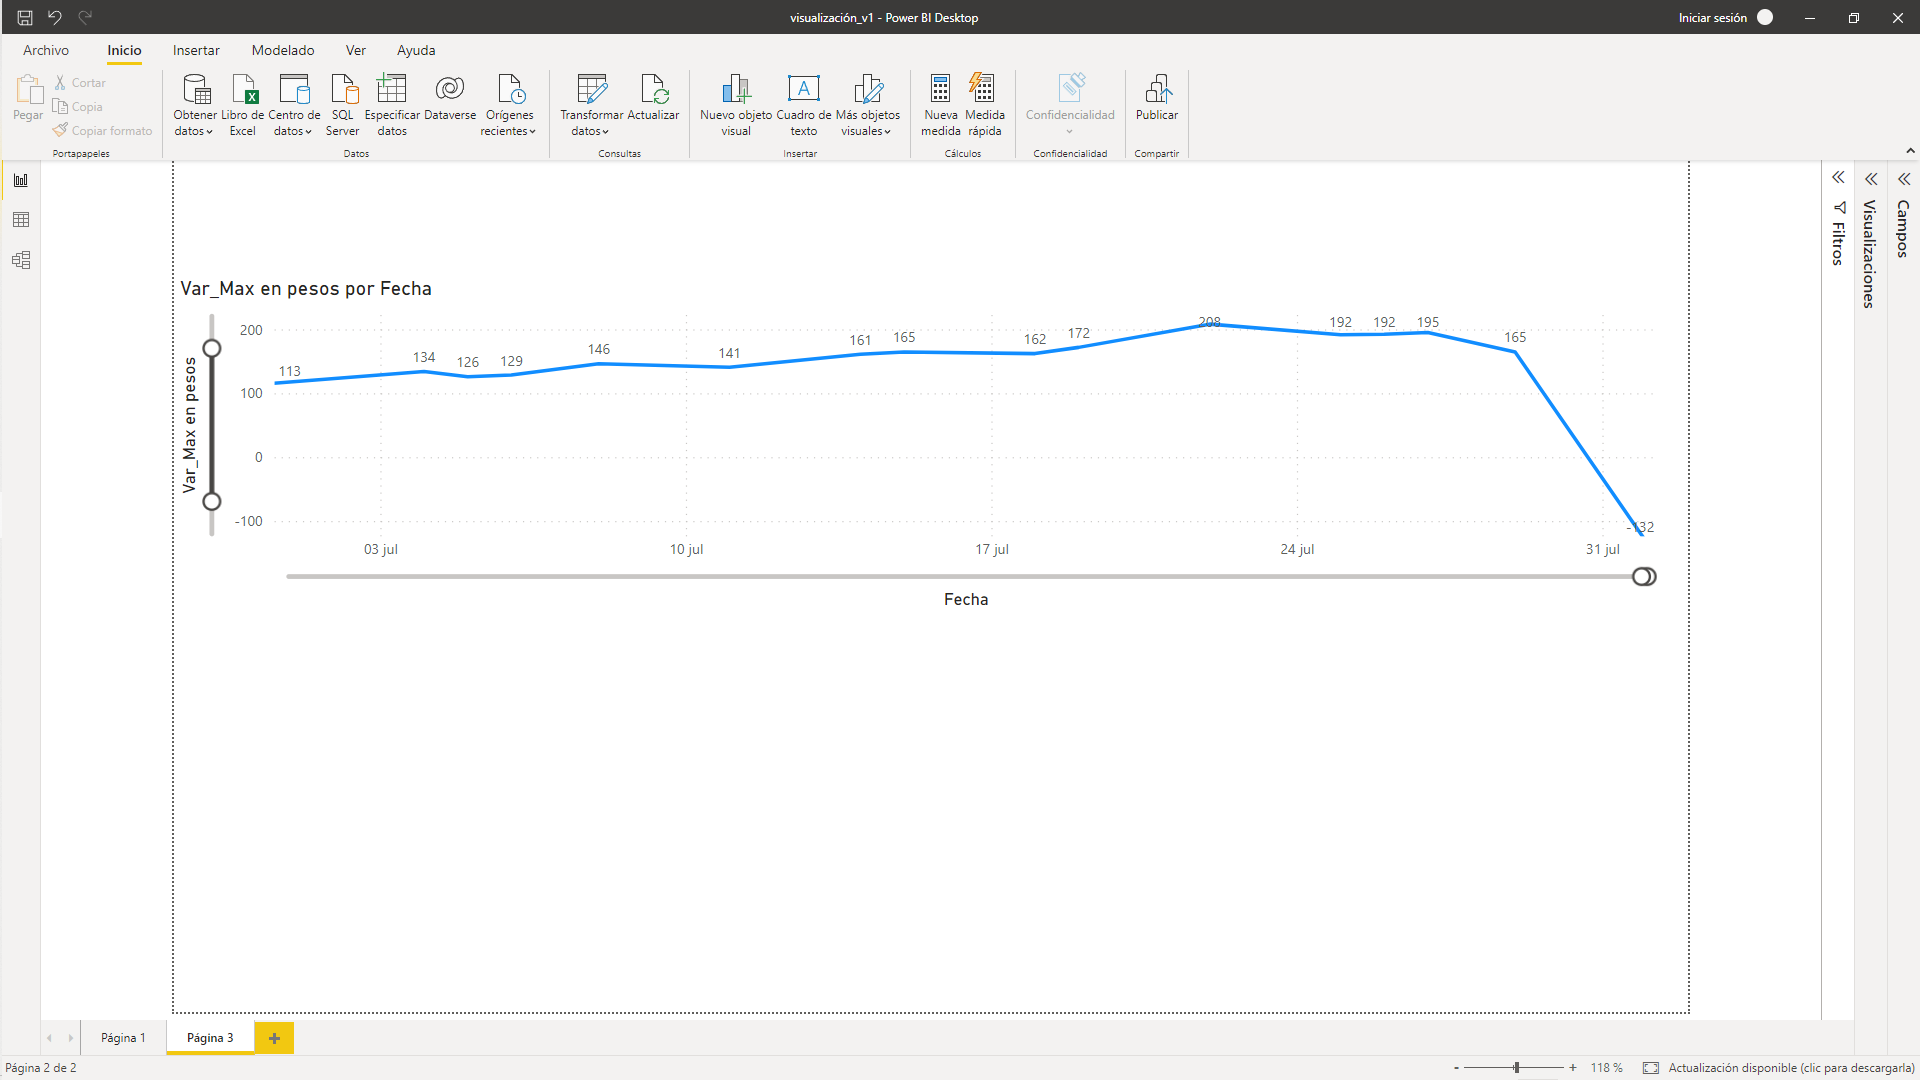 visualización_v1 - Power BI Desktop
Iniciar sesión
Archivo
Inicio
Insertar
Modelado
Ver
Ayuda
Pegar
Cortar
Copia
Copiar formato
Portapapeles
Obtener datos
Libro de Excel
Centro de datos
SQL Server
Especificar datos
Dataverse
Orígenes recientes
Datos
Transformar datos
Actualizar
Consultas
Nuevo objeto visual
Cuadro de texto
Más objetos visuales
Insertar
Nueva medida
Medida rápida
Cálculos
Confidencialidad
Confidencialidad
Publicar
Compartir
Filtros
Visualizaciones
Campos
Var_Max en pesos por Fecha
Var_Max en pesos
200
100
0
-100
113
134
126
129
146
141
161
165
162
172
208
192
192
195
165
-132
03 jul
10 jul
17 jul
24 jul
31 jul
Fecha
Página 1
Página 3
+
Página 2 de 2
- + 118 %
Actualización disponible (clic para descargarla)